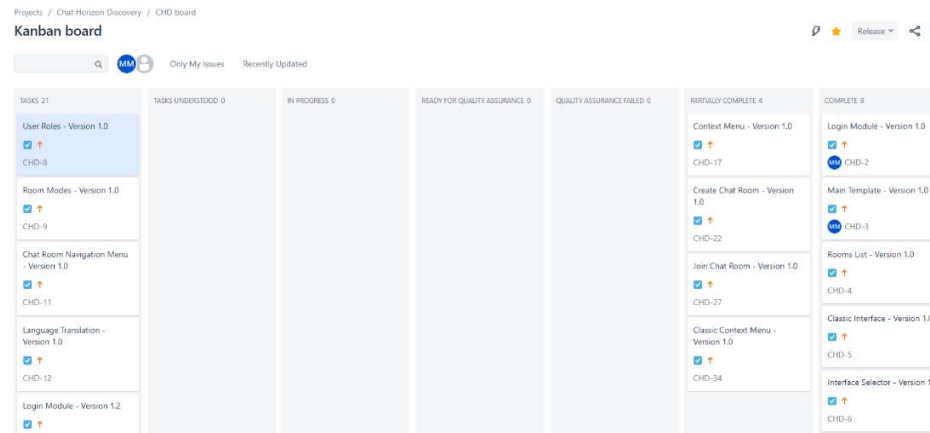 Projects / Chat Horizon Discovery / CHD board
Kanban board
Release
MM
Only My Issues
Recently Updated
TASKS 21
User Roles - Version 1.0
CHD-8
Room Modes - Version 1.0
CHD-9
Chat Room Navigation Menu
- Version 1.0
CHD-11
Language Translation -
Version 1.0
CHD-12
Login Module - Version 1.2
TASKS UNDERSTOOD 0
IN PROGRESS 0
READY FOR QUALITY ASSURANCE 0
QUALITY ASSURANCE FAILED 0
PARTIALLY COMPLETE 4
Context Menu - Version 1.0
CHD-17
Create Chat Room - Version
1.0
CHD-22
Join Chat Room - Version 1.0
CHD-27
Classic Context Menu -
Version 1.0
CHD-34
COMPLETE 9
Login Module - Version 1.0
MM CHD-2
Main Template - Version 1.0
MM CHD-3
Rooms List - Version 1.0
CHD-4
Classic Interface - Version 1.0
CHD-5
Interface Selector - Version 1
CHD-6